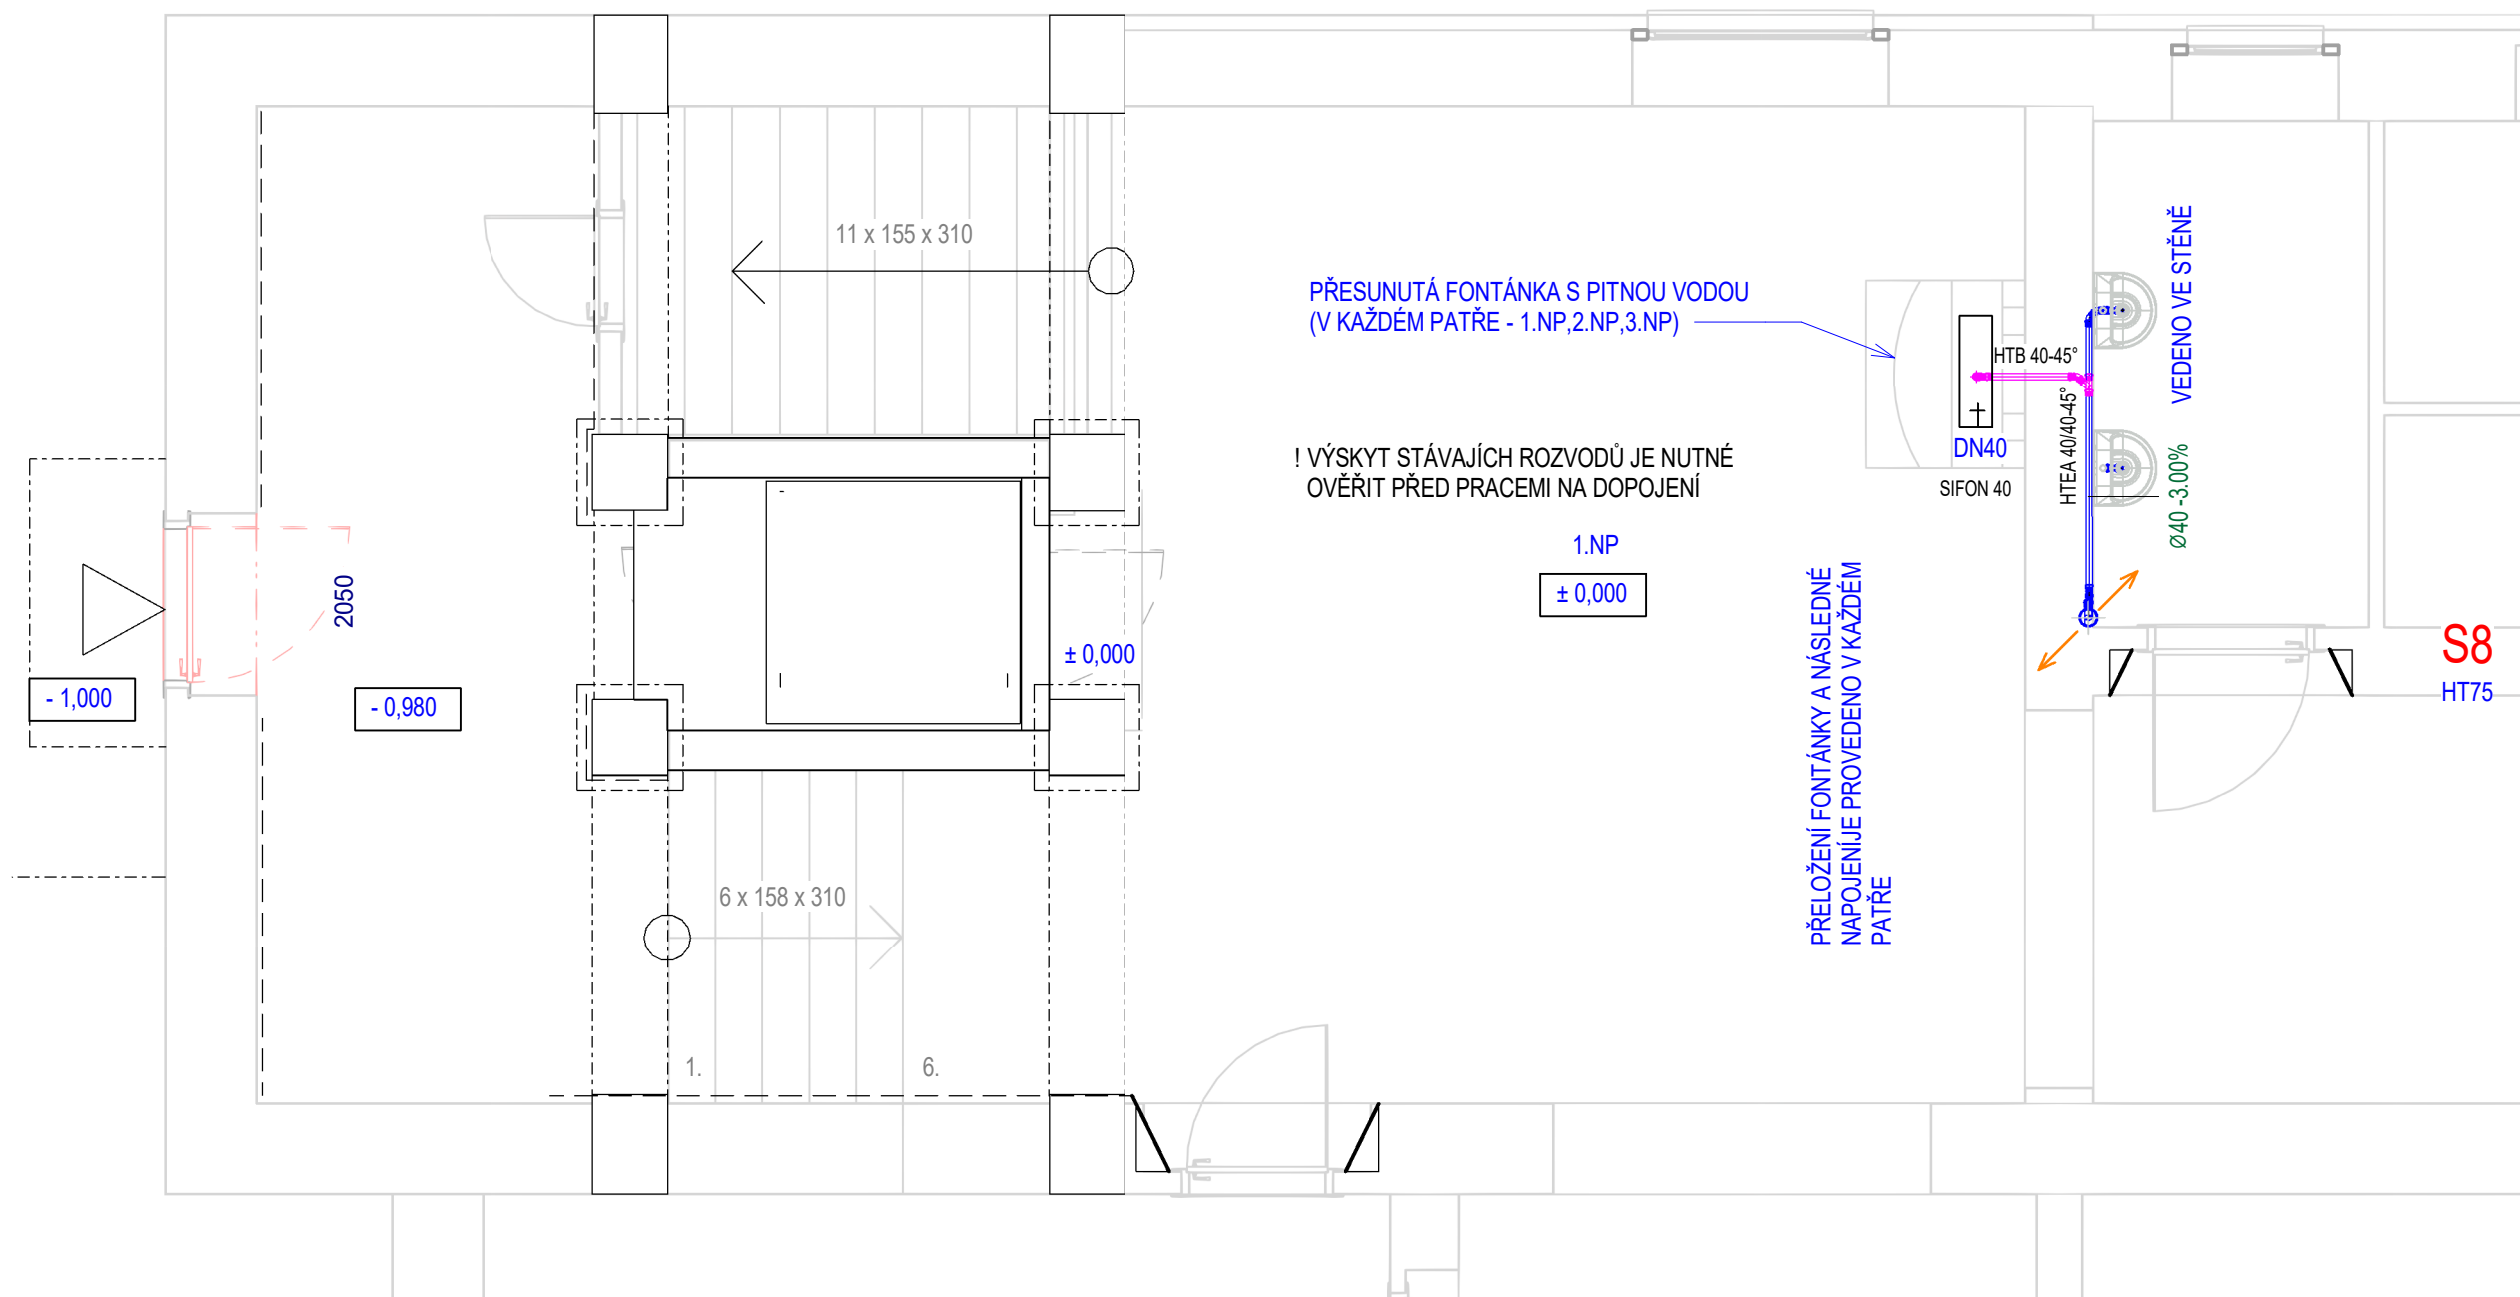 11 x 155 x 310
PŘESUNUTÁ FONTÁNKA S PITNOU VODOU
(V KAŽDÉM PATŘE - 1.NP,2.NP,3.NP)
VEDENO VE STĚNĚ
HTB 40-45°
HTEA 40/40-45°
DN40
SIFON 40
Ø40 -3.00%
! VÝSKYT STÁVAJÍCH ROZVODŮ JE NUTNÉ
OVĚŘIT PŘED PRACEMI NA DOPOJENÍ
1.NP
± 0,000
2050
± 0,000
- 1,000
- 0,980
S8
HT75
PŘELOŽENÍ FONTÁNKY A NÁSLEDNÉ
NAPOJENÍJE PROVEDENO V KAŽDÉM
PATŘE
6 x 158 x 310
1.
6.